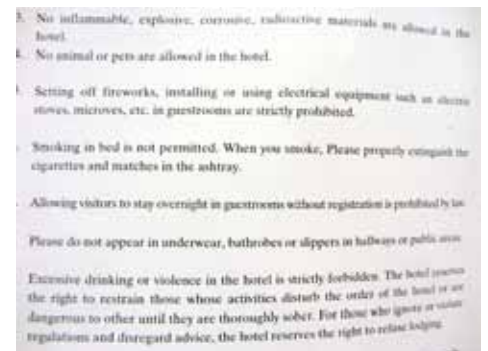 3. No inflammable, explosive, corrosive, radioactive materials are allowed in the
hotel.
No animal or pets are allowed in the hotel.
Setting off fireworks, installing or using electrical equipment such as electric
stoves, microves, etc. in guestrooms are strictly prohibited.
Smoking in bed is not permitted. When you smoke, Please properly extinguish the
cigarettes and matches in the ashtray.
Allowing visitors to stay overnight in guestrooms without registration is prohibited by law
Please do not appear in underwear, bathrobes or slippers in hallways or public areas
Excessive drinking or violence in the hotel is strictly forbidden. The hotel reserves
the right to restrain those whose activities disturb the order of the hotel or are
dangerous to other until they are thoroughly sober. For those who ignore or violate
regulations and disregard advice, the hotel reserves the right to refuse lodging.